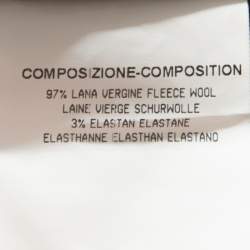 COMPOSIZIONE-COMPOSITION
97% LANA VERGINE FLEECE WOOL
LAINE VIERGE SCHURWOLLE
3% ELASTAN ELASTANE
ELASTHANNE ELASTHAN ELASTANO